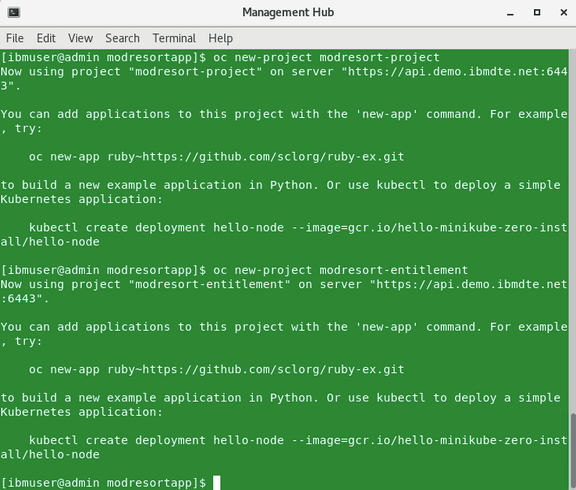 Management Hub
File Edit View Search Terminal Help
[ibmuser@admin modresortapp]$ oc new-project modresort-project
Now using project "modresort-project" on server "https://api.demo.ibmdte.net:644
3".
You can add applications to this project with the 'new-app' command. For example
, try:
oc new-app ruby~https://github.com/sclorg/ruby-ex.git
to build a new example application in Python. Or use kubectl to deploy a simple
Kubernetes application:
kubectl create deployment hello-node --image=gcr.io/hello-minikube-zero-inst
all/hello-node
[ibmuser@admin modresortapp]$ oc new-project modresort-entitlement
Now using project "modresort-entitlement" on server "https://api.demo.ibmdte.net
:6443".
You can add applications to this project with the 'new-app' command. For example
, try:
oc new-app ruby~https://github.com/sclorg/ruby-ex.git
to build a new example application in Python. Or use kubectl to deploy a simple
Kubernetes application:
kubectl create deployment hello-node --image=gcr.io/hello-minikube-zero-inst
all/hello-node
[ibmuser@admin modresortapp]$